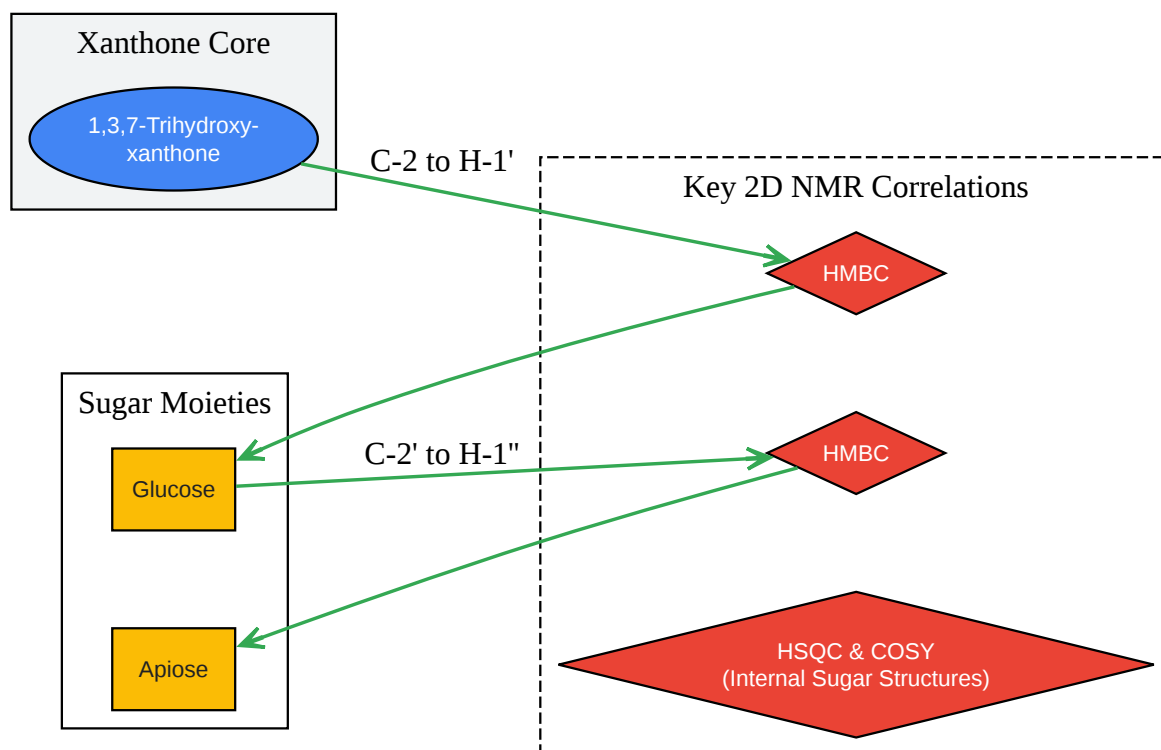 Xanthone Core
1,3,7-Trihydroxy-
xanthone
C-2 to H-1'
Key 2D NMR Correlations
HMBC
Sugar Moieties
C-2' to H-1"
HMBC
Glucose
HSQC & COSY
(Internal Sugar Structures)
Apiose